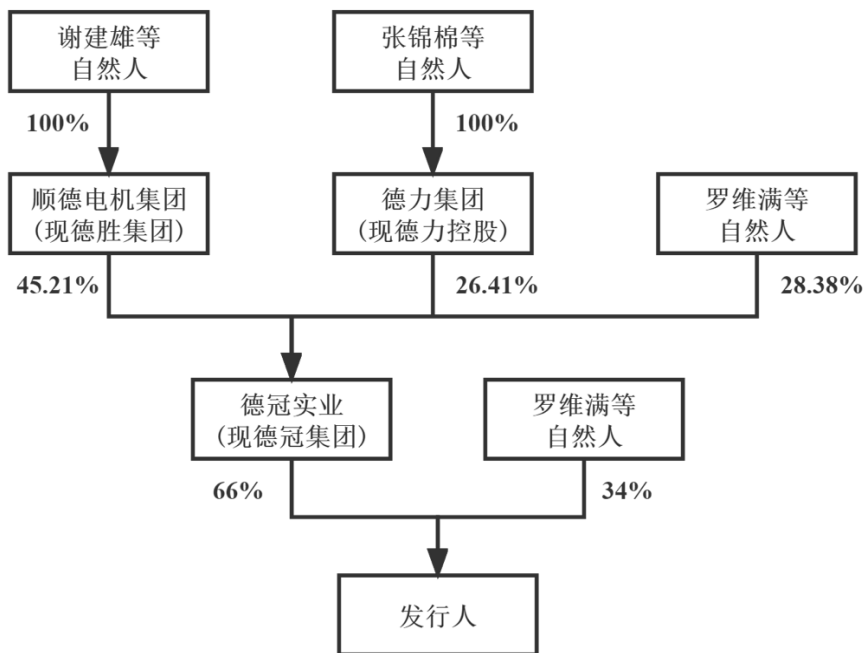 谢建雄等
自然人
张锦棉等
自然人
100%
100%
顺德电机集团
(现德胜集团)
德力集团
(现德力控股)
罗维满等
自然人
45.21%
26.41%
28.38%
德冠实业
(现德冠集团)
罗维满等
自然人
66%
34%
发行人